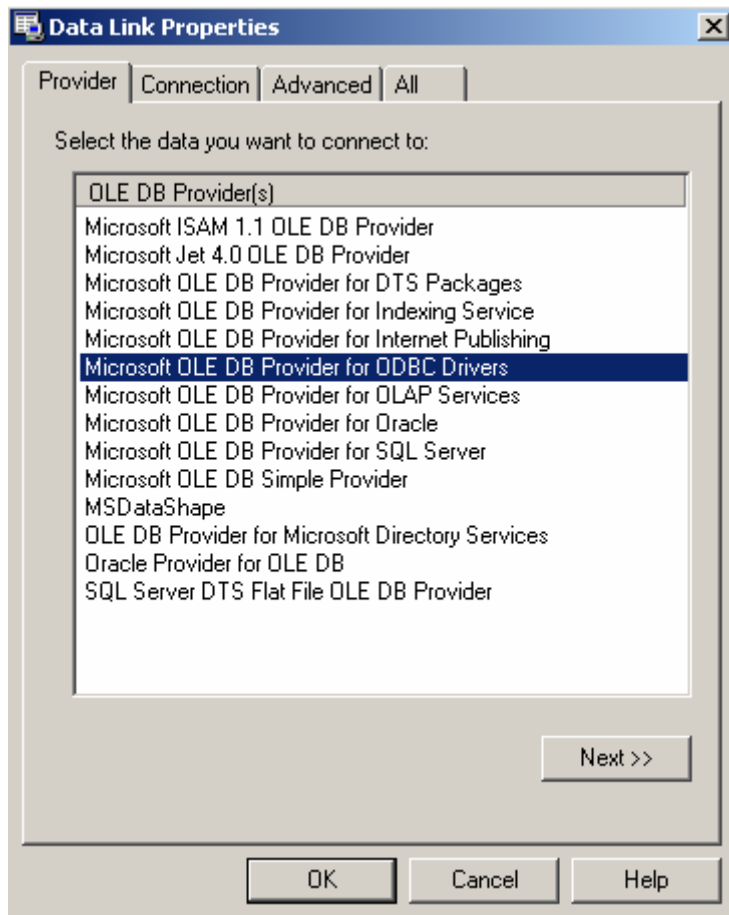 Data Link Properties
Provider Connection Advanced All
Select the data you want to connect to:
OLE DB Provider(s)
Microsoft ISAM 1.1 OLE DB Provider
Microsoft Jet 4.0 OLE DB Provider
Microsoft OLE DB Provider for DTS Packages
Microsoft OLE DB Provider for Indexing Service
Microsoft OLE DB Provider for Internet Publishing
Microsoft OLE DB Provider for ODBC Drivers
Microsoft OLE DB Provider for OLAP Services
Microsoft OLE DB Provider for Oracle
Microsoft OLE DB Provider for SQL Server
Microsoft OLE DB Simple Provider
MSDataShape
OLE DB Provider for Microsoft Directory Services
Oracle Provider for OLE DB
SQL Server DTS Flat File OLE DB Provider
Next >>
OK Cancel Help